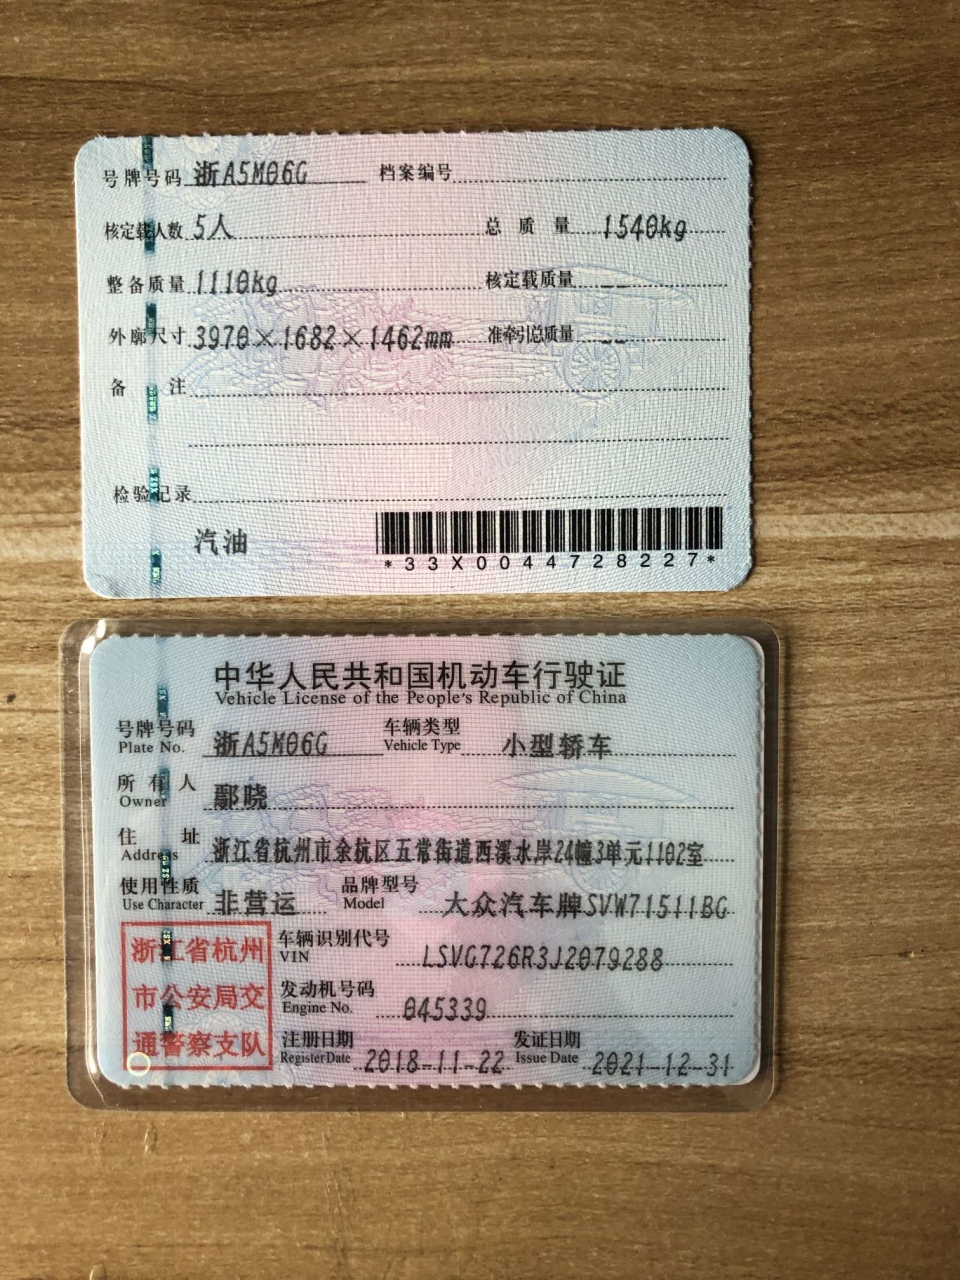 号牌号码 浙A5M06G 档案编号
核定载人数 5人 总质量 1540kg
整备质量 1110kg 核定载质量 --
外廓尺寸 3970×1682×1462mm 准牵引总质量 --
备注
检验记录
汽油
*33X0044728227*
中华人民共和国机动车行驶证
Vehicle License of the People's Republic of China
号牌号码 浙A5M06G 车辆类型 小型轿车
Plate No. Vehicle Type
所有人 鄢晓
Owner
住址 浙江省杭州市余杭区五常街道西溪水岸24幢3单元1102室
Address
使用性质 非营运 品牌型号 大众汽车牌SVW71511BG
Use Character Model
浙江省杭州
市公安局交
通警察支队
车辆识别代号 LSVG726R3J2079288
VIN
发动机号码 045339
Engine No.
注册日期 2018-11-22 发证日期 2021-12-31
Register Date Issue Date